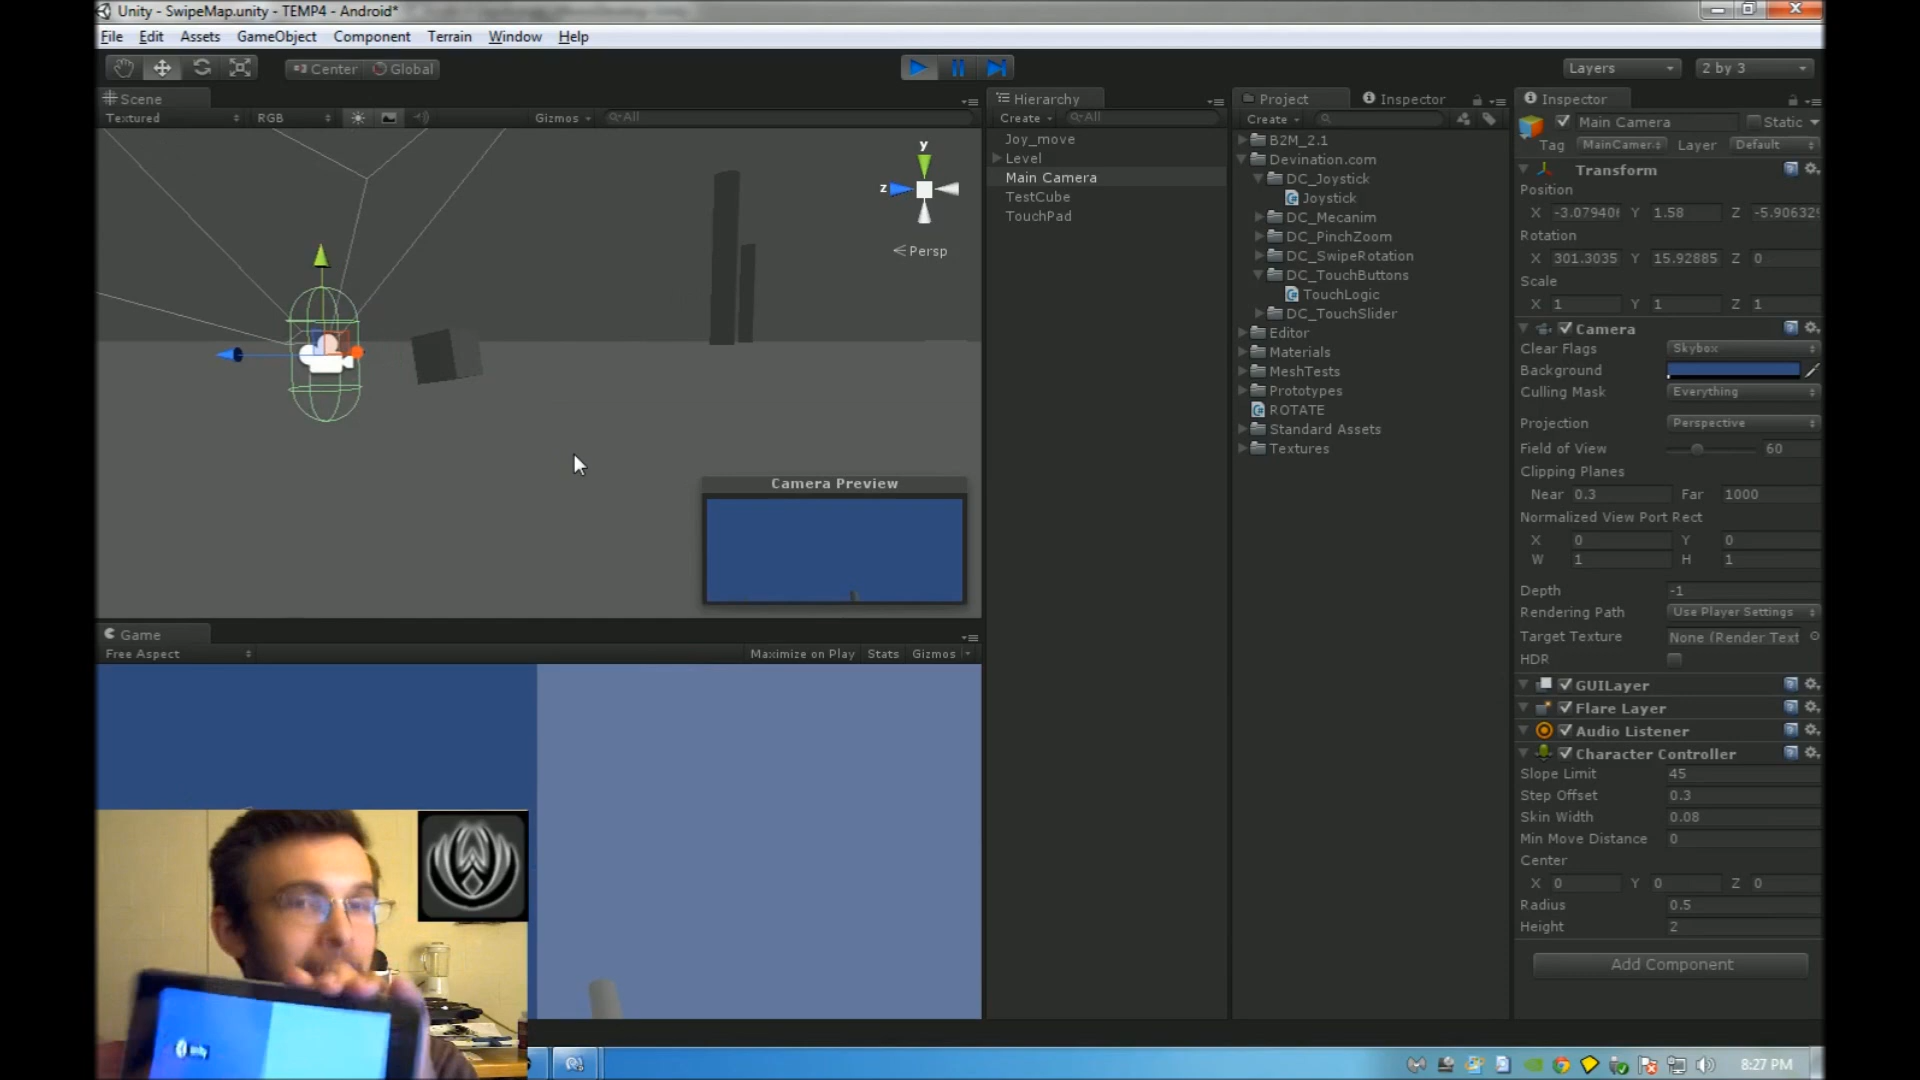 Unity - SwipeMap.unity - TEMP4 - Android*
File Edit Assets GameObject Component Terrain Window Help
Center Global
Layers 2 by 3
Scene
Textured RGB Gizmos All
y
z
Persp
Camera Preview
Game
Free Aspect Maximize on Play Stats Gizmos
Hierarchy
Create All
Joy_move
Level
Main Camera
TestCube
TouchPad
Project Inspector
Create
B2M_2.1
Devination.com
DC_Joystick
Joystick
DC_Mecanim
DC_PinchZoom
DC_SwipeRotation
DC_TouchButtons
TouchLogic
DC_TouchSlider
Editor
Materials
MeshTests
Prototypes
ROTATE
Standard Assets
Textures
Inspector
Main Camera Static
Tag MainCamer Layer Default
Transform
Position
X -3.07940 Y 1.58 Z -5.90632
Rotation
X 301.3035 Y 15.92885 Z 0
Scale
X 1 Y 1 Z 1
Camera
Clear Flags Skybox
Background
Culling Mask Everything
Projection Perspective
Field of View 60
Clipping Planes
Near 0.3 Far 1000
Normalized View Port Rect
X 0 Y 0
W 1 H 1
Depth -1
Rendering Path Use Player Settings
Target Texture None (Render Text
HDR
GUILayer
Flare Layer
Audio Listener
Character Controller
Slope Limit 45
Step Offset 0.3
Skin Width 0.08
Min Move Distance 0
Center
X 0 Y 0 Z 0
Radius 0.5
Height 2
Add Component
8:27 PM